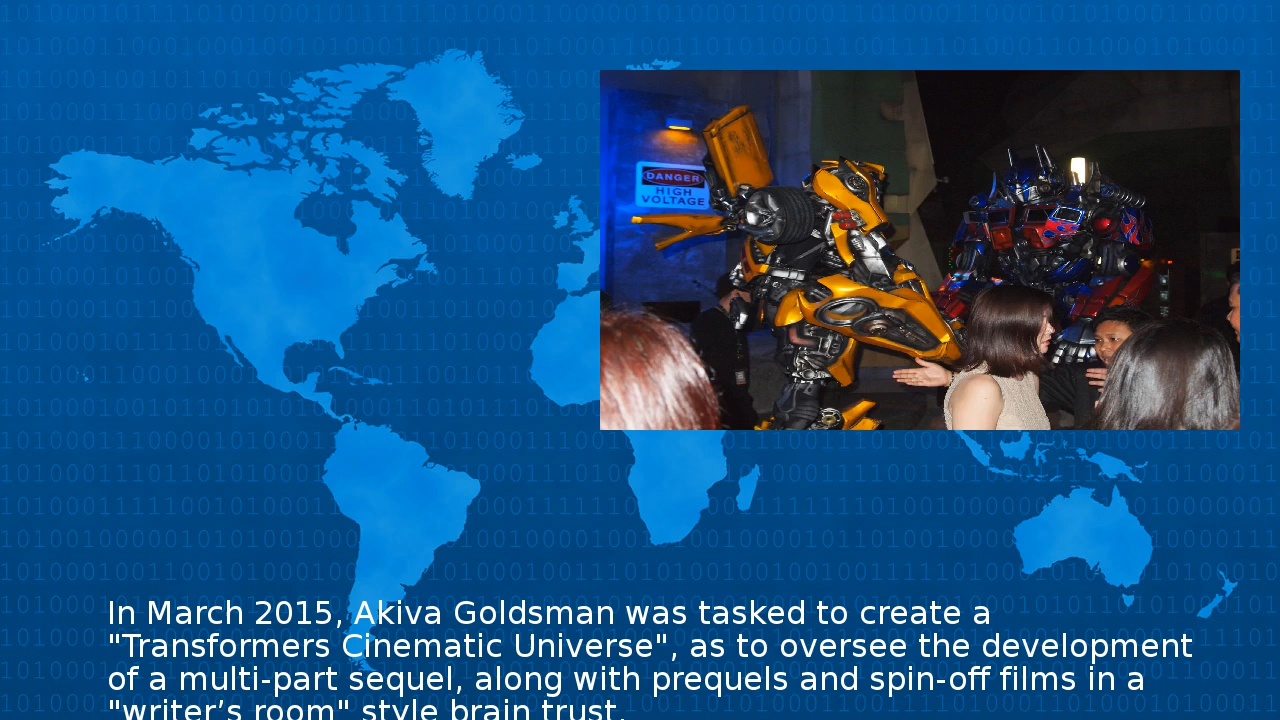 DANGER
HIGH
VOLTAGE
In March 2015, Akiva Goldsman was tasked to create a
"Transformers Cinematic Universe", as to oversee the development
of a multi-part sequel, along with prequels and spin-off films in a
"writer’s room" style brain trust.